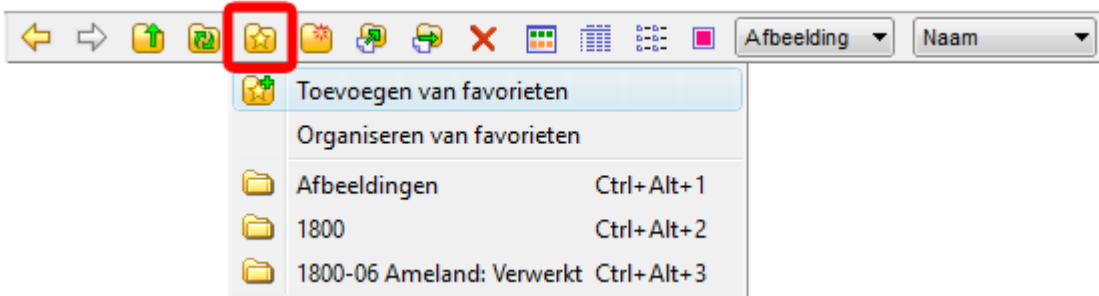 Afbeelding Naam
Toevoegen van favorieten
Organiseren van favorieten
Afbeeldingen Ctrl+Alt+1
1800 Ctrl+Alt+2
1800-06 Ameland: Verwerkt Ctrl+Alt+3